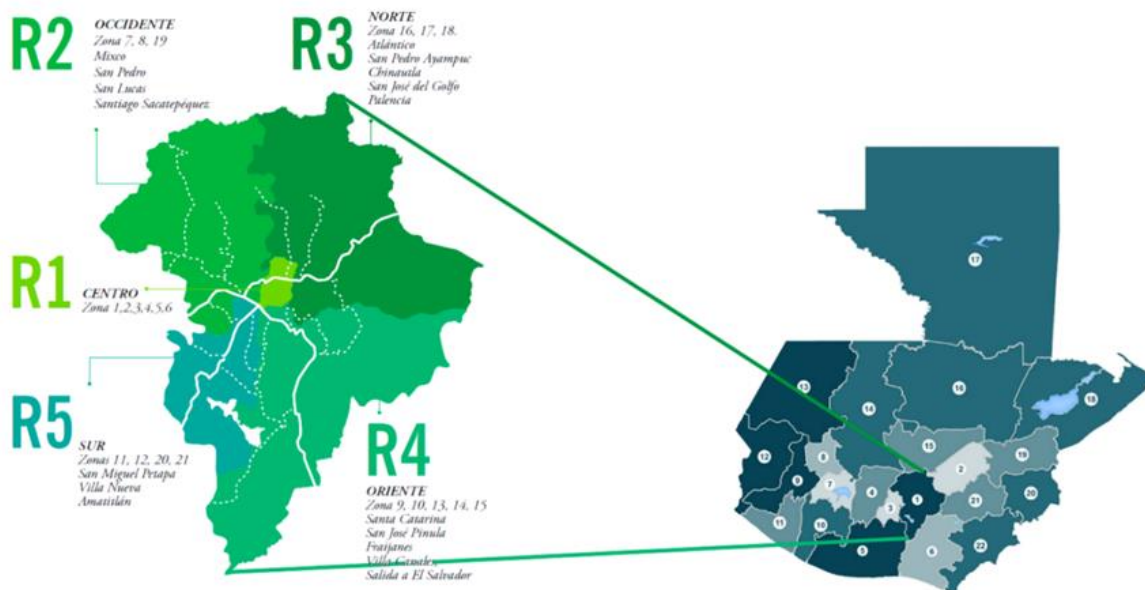 R2
OCCIDENTE
Zona 7, 8, 19
Mixco
San Pedro
San Lucas
Santiago Sacatepéquez
R3
NORTE
Zona 16, 17, 18.
Atlántico
San Pedro Ayampuc
Chinautla
San José del Golfo
Palencia
R1
CENTRO
Zona 1,2,3,4,5,6
R5
SUR
Zonas 11, 12, 20, 21
San Miguel Petapa
Villa Nueva
Amatitlán
R4
ORIENTE
Zona 9, 10, 13, 14, 15
Santa Catarina
San José Pinula
Fraijanes
Villa Canales,
Salida a El Salvador
17
13
14
16
18
12
8
15
2
19
9
7
4
1
20
3
21
11
10
5
6
22